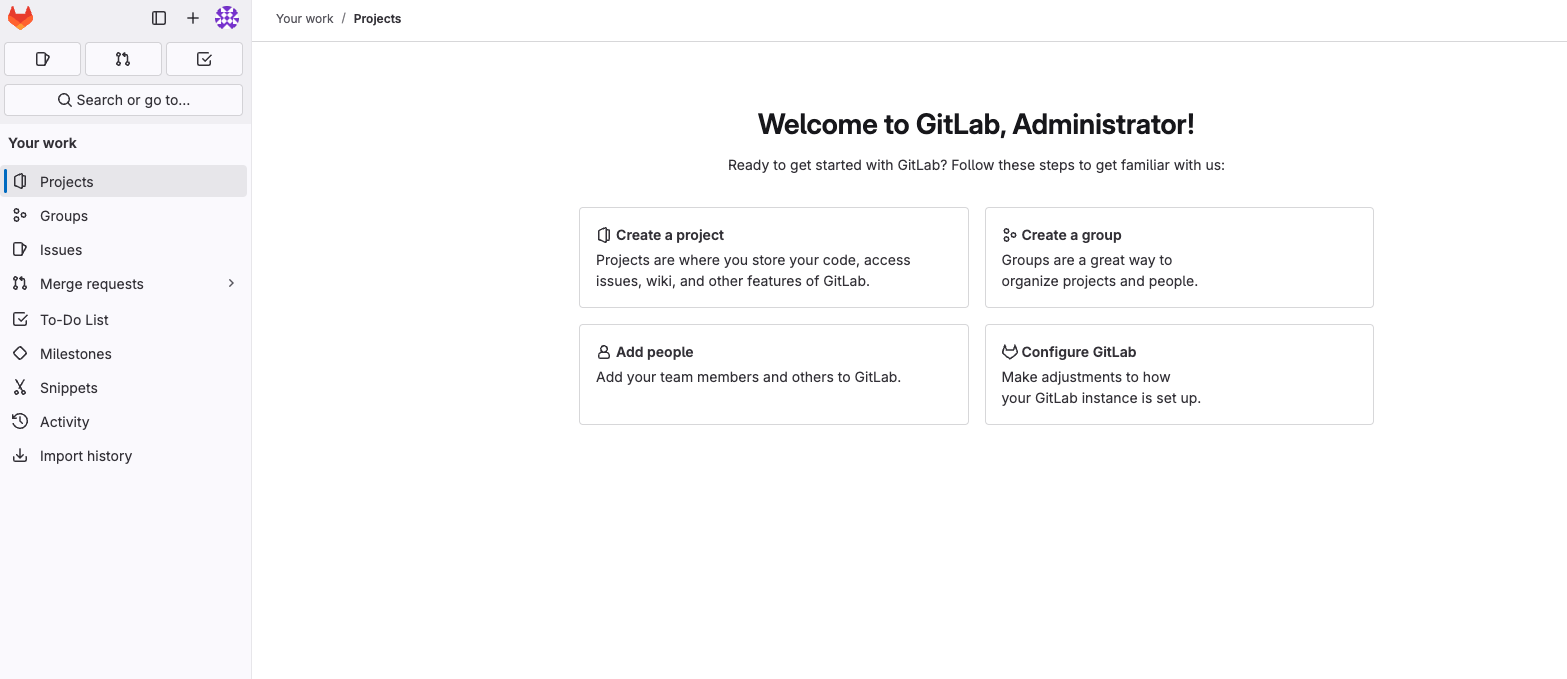 Your work / Projects
Search or go to...
Your work
Projects
Groups
Issues
Merge requests
To-Do List
Milestones
Snippets
Activity
Import history
Welcome to GitLab, Administrator!
Ready to get started with GitLab? Follow these steps to get familiar with us:
Create a project
Projects are where you store your code, access
issues, wiki, and other features of GitLab.
Create a group
Groups are a great way to
organize projects and people.
Add people
Add your team members and others to GitLab.
Configure GitLab
Make adjustments to how
your GitLab instance is set up.